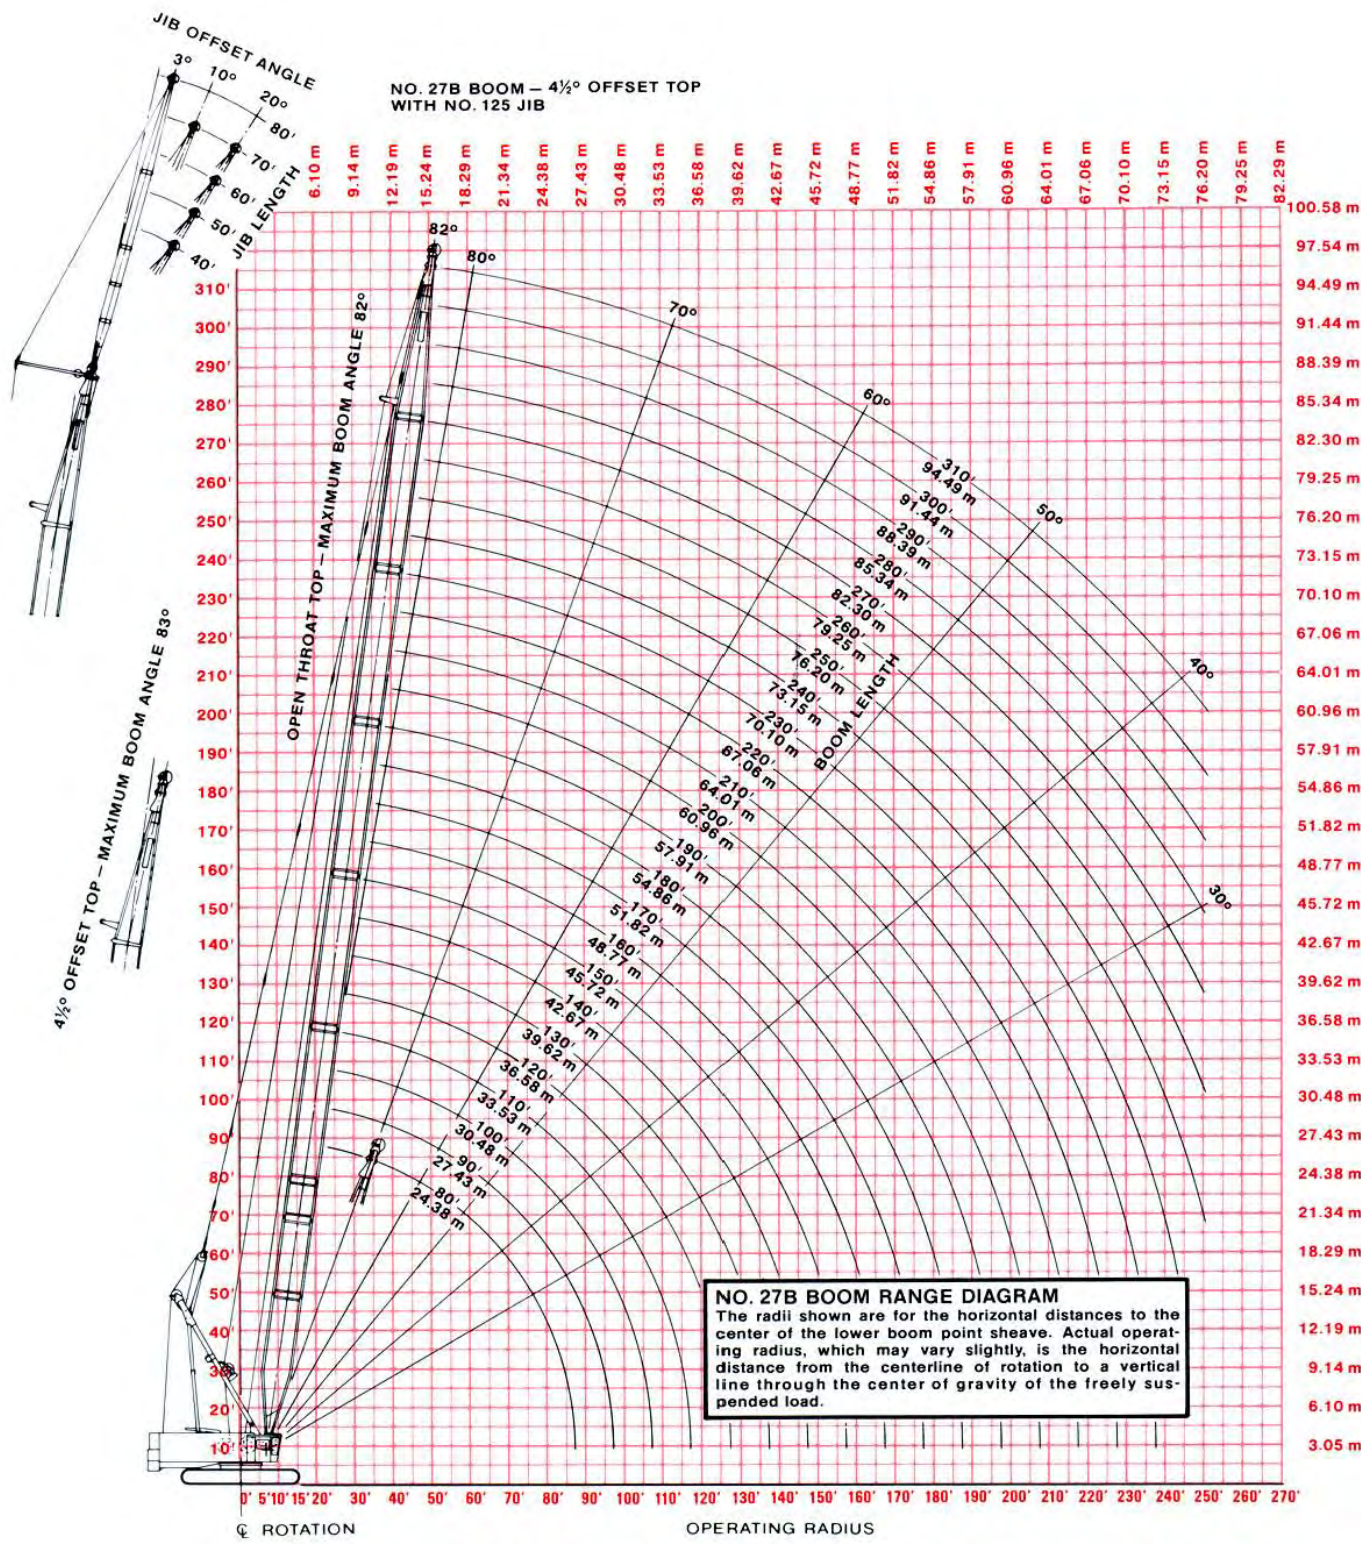 JIB OFFSET ANGLE
3° 10° 20°
80'
70'
60'
50'
40'
JIB LENGTH
NO. 27B BOOM — 4½° OFFSET TOP
WITH NO. 125 JIB
6.10 m 9.14 m 12.19 m 15.24 m 18.29 m 21.34 m 24.38 m 27.43 m 30.48 m 33.53 m 36.58 m 39.62 m 42.67 m 45.72 m 48.77 m 51.82 m 54.86 m 57.91 m 60.96 m 64.01 m 67.06 m 70.10 m 73.15 m 76.20 m 79.25 m 82.29 m
100.58 m
97.54 m
94.49 m
91.44 m
88.39 m
85.34 m
82.30 m
79.25 m
76.20 m
73.15 m
70.10 m
67.06 m
64.01 m
60.96 m
57.91 m
54.86 m
51.82 m
48.77 m
45.72 m
42.67 m
39.62 m
36.58 m
33.53 m
30.48 m
27.43 m
24.38 m
21.34 m
18.29 m
15.24 m
12.19 m
9.14 m
6.10 m
3.05 m
310'
300'
290'
280'
270'
260'
250'
240'
230'
220'
210'
200'
190'
180'
170'
160'
150'
140'
130'
120'
110'
100'
90'
80'
70'
60'
50'
40'
30'
20'
10'
82°
80°
70°
60°
50°
40°
30°
OPEN THROAT TOP — MAXIMUM BOOM ANGLE 82°
4½° OFFSET TOP — MAXIMUM BOOM ANGLE 83°
310'
94.49 m
300'
91.44 m
290'
88.39 m
280'
85.34 m
270'
82.30 m
260'
79.25 m
250'
76.20 m
240'
73.15 m
230'
70.10 m
220'
67.06 m
210'
64.01 m
200'
60.96 m
190'
57.91 m
180'
54.86 m
170'
51.82 m
160'
48.77 m
150'
45.72 m
140'
42.67 m
130'
39.62 m
120'
36.58 m
110'
33.53 m
100'
30.48 m
90'
27.43 m
80'
24.38 m
BOOM LENGTH
NO. 27B BOOM RANGE DIAGRAM
The radii shown are for the horizontal distances to the
center of the lower boom point sheave. Actual operat-
ing radius, which may vary slightly, is the horizontal
distance from the centerline of rotation to a vertical
line through the center of gravity of the freely sus-
pended load.
0' 5' 10' 15' 20' 30' 40' 50' 60' 70' 80' 90' 100' 110' 120' 130' 140' 150' 160' 170' 180' 190' 200' 210' 220' 230' 240' 250' 260' 270'
℄ ROTATION
OPERATING RADIUS